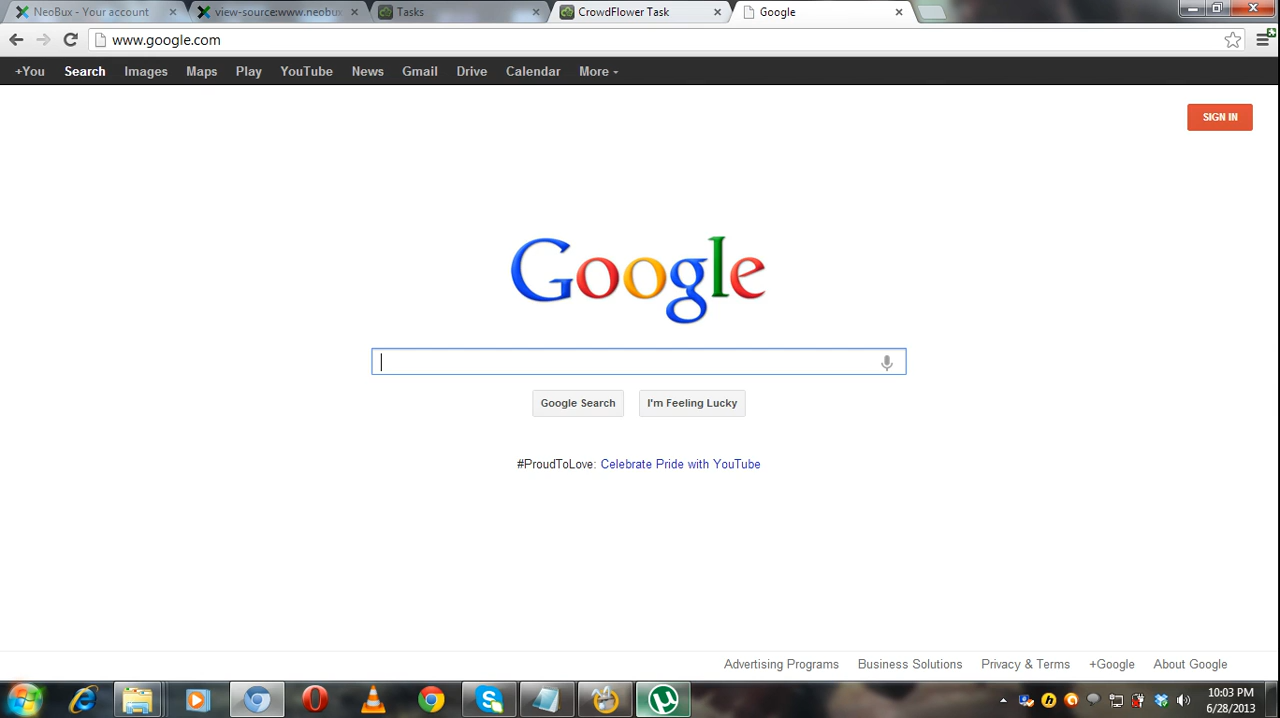 NeoBux - Your account
view-source:www.neobux
Tasks
CrowdFlower Task
Google
www.google.com
+You Search Images Maps Play YouTube News Gmail Drive Calendar More
SIGN IN
Google
Google Search I'm Feeling Lucky
#ProudToLove: Celebrate Pride with YouTube
Advertising Programs Business Solutions Privacy & Terms +Google About Google
10:03 PM
6/28/2013